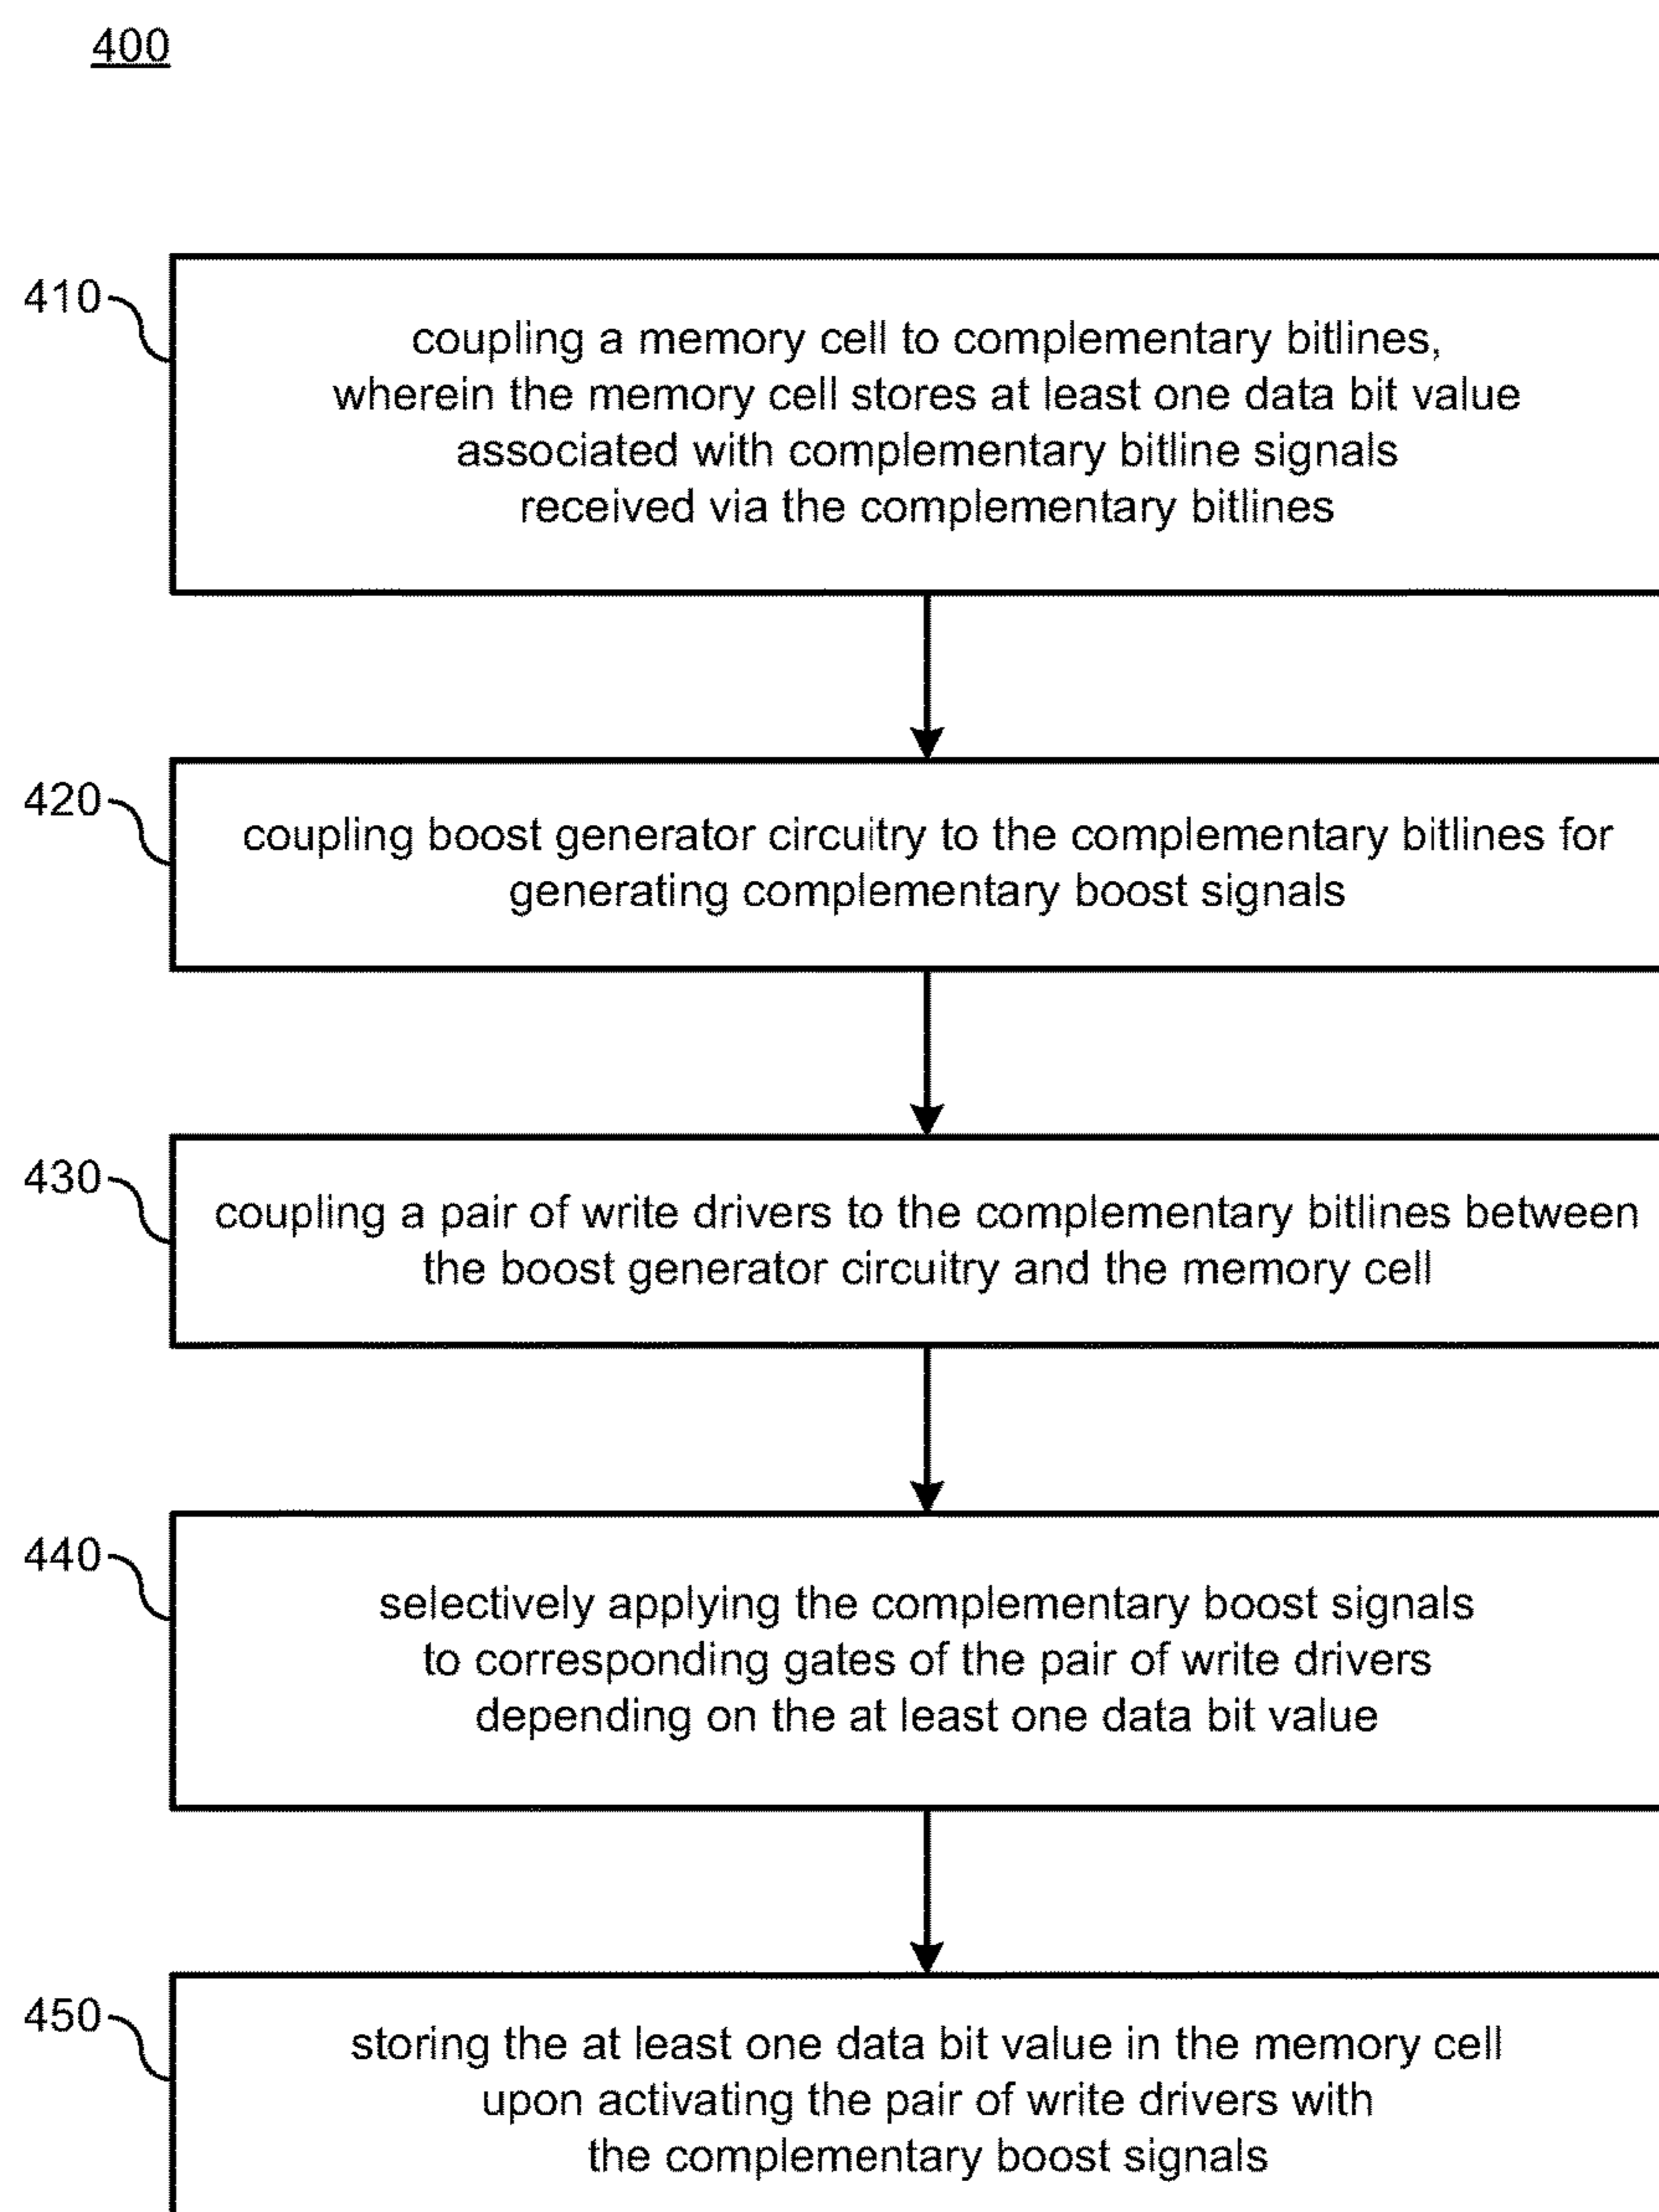 400
410
coupling a memory cell to complementary bitlines,
wherein the memory cell stores at least one data bit value
associated with complementary bitline signals
received via the complementary bitlines
420
coupling boost generator circuitry to the complementary bitlines for
generating complementary boost signals
430
coupling a pair of write drivers to the complementary bitlines between
the boost generator circuitry and the memory cell
440
selectively applying the complementary boost signals
to corresponding gates of the pair of write drivers
depending on the at least one data bit value
450
storing the at least one data bit value in the memory cell
upon activating the pair of write drivers with
the complementary boost signals